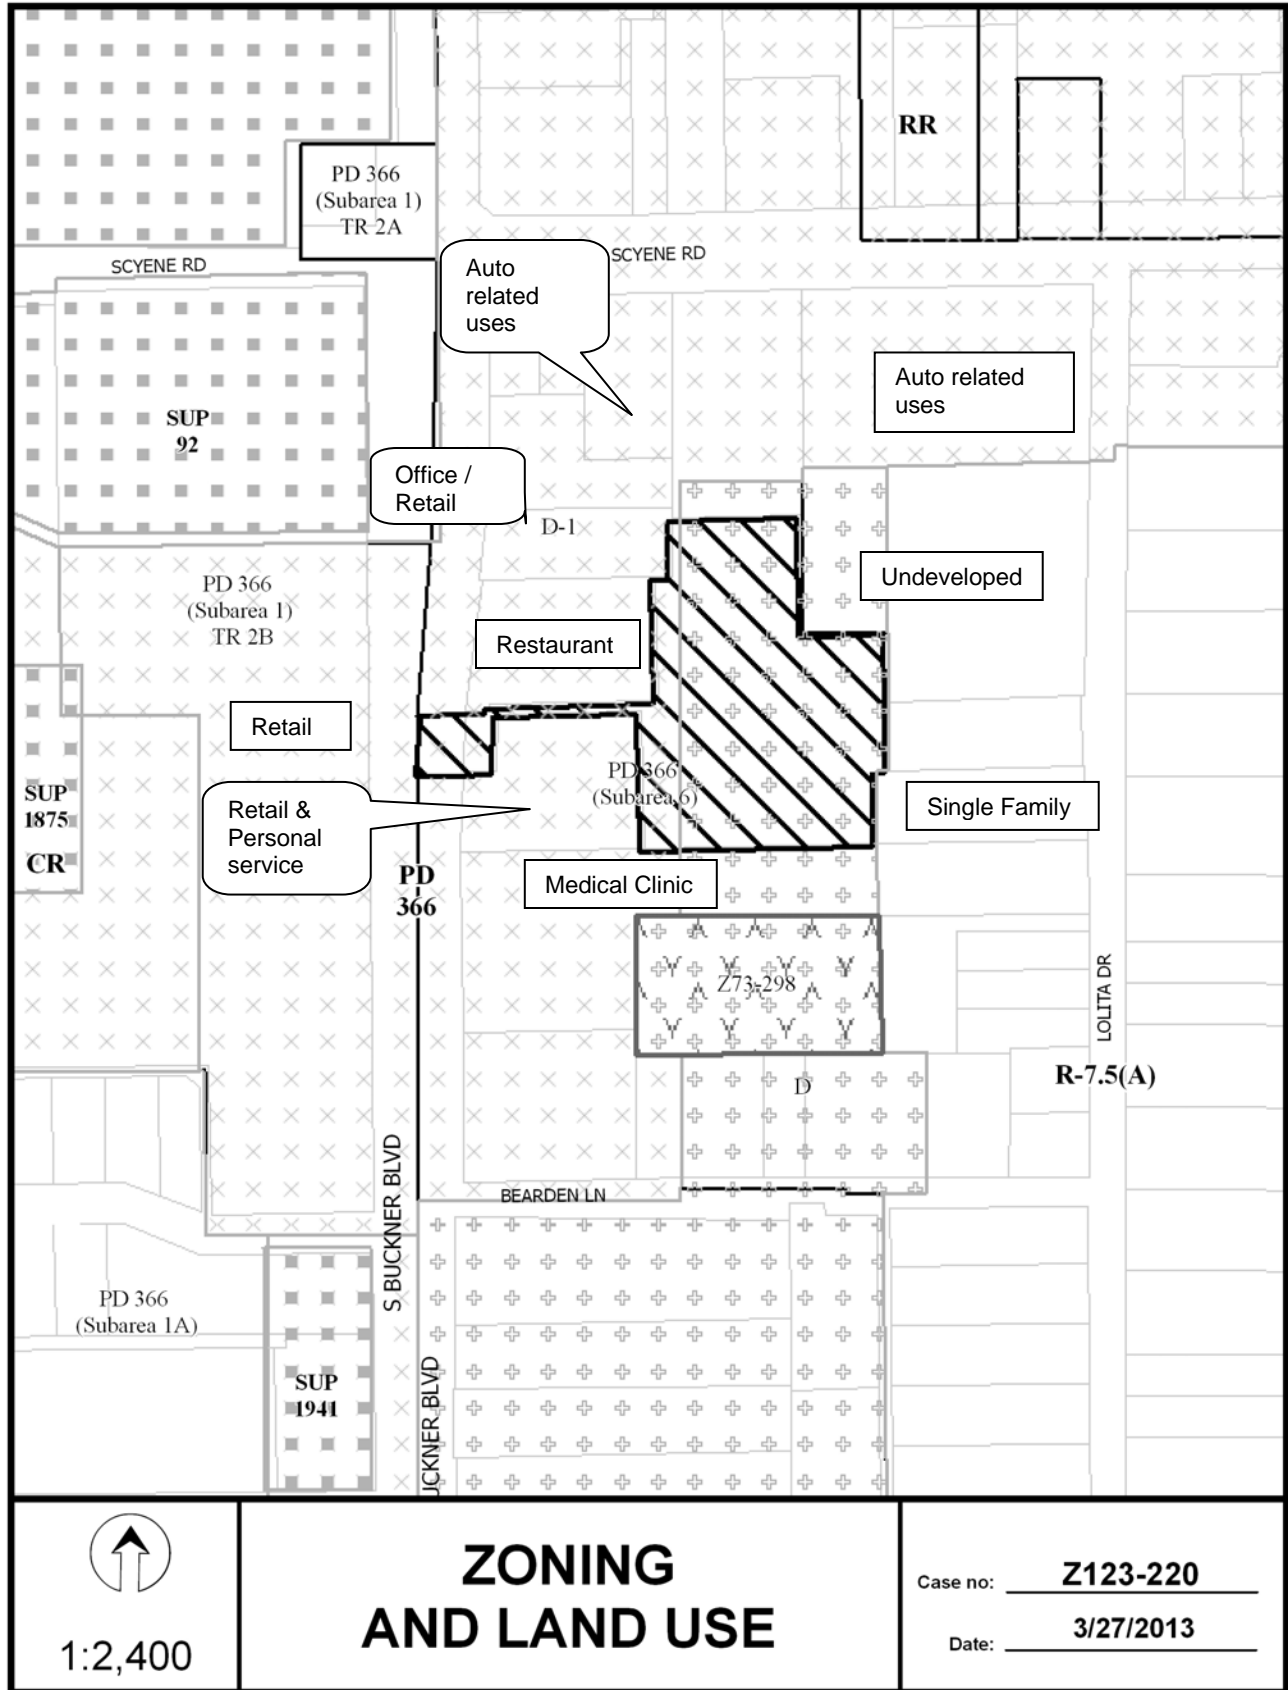 RR
PD 366
(Subarea 1)
TR 2A
SCYENE RD
SCYENE RD
Auto
related
uses
Auto related
uses
SUP
92
Office /
Retail
D-1
Undeveloped
PD 366
(Subarea 1)
TR 2B
Restaurant
Retail
PD 366
(Subarea 6)
SUP
1875
CR
Retail &
Personal
service
Single Family
PD
366
Medical Clinic
Z73-298
LOLITA DR
R-7.5(A)
D
S BUCKNER BLVD
BEARDEN LN
PD 366
(Subarea 1A)
SUP
1941
UCKNER BLVD
1:2,400
ZONING
AND LAND USE
Case no: Z123-220
Date: 3/27/2013